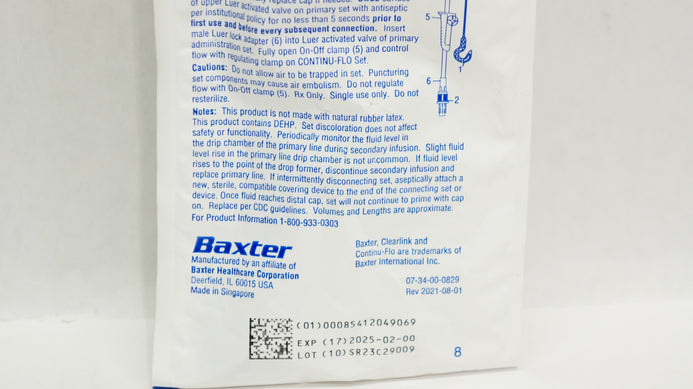 replace cap if needed.
of upper Luer activated valve on primary set with antiseptic
per institutional policy for no less than 5 seconds prior to
first use and before every subsequent connection. Insert
male Luer lock adapter (6) into Luer activated valve of primary
administration set. Fully open On-Off clamp (5) and control
flow with regulating clamp on CONTINU-FLO Set.
Cautions: Do not allow air to be trapped in set. Puncturing
set components may cause air embolism. Do not regulate
flow with On-Off clamp (5). Rx Only. Single use only. Do not
resterilize.
5
1
6
2
Notes: This product is not made with natural rubber latex.
This product contains DEHP. Set discoloration does not affect
safety or functionality. Periodically monitor the fluid level in
the drip chamber of the primary line during secondary infusion. Slight fluid
level rise in the primary line drip chamber is not uncommon. If fluid level
rises to the point of the drop former, discontinue secondary infusion and
replace primary line. If intermittently disconnecting set, aseptically attach a
new, sterile, compatible covering device to the end of the connecting set or
device. Once fluid reaches distal cap, set will not continue to prime with cap
on. Replace per CDC guidelines. Volumes and Lengths are approximate.
For Product Information 1-800-933-0303
Baxter
Manufactured by an affiliate of
Baxter Healthcare Corporation
Deerfield, IL 60015 USA
Made in Singapore
Baxter, Clearlink and
Continu-Flo are trademarks of
Baxter International Inc.
07-34-00-0829
Rev 2021-08-01
(01)00085412049069
EXP (17)2025-02-00
LOT (10)SR23C29009
8